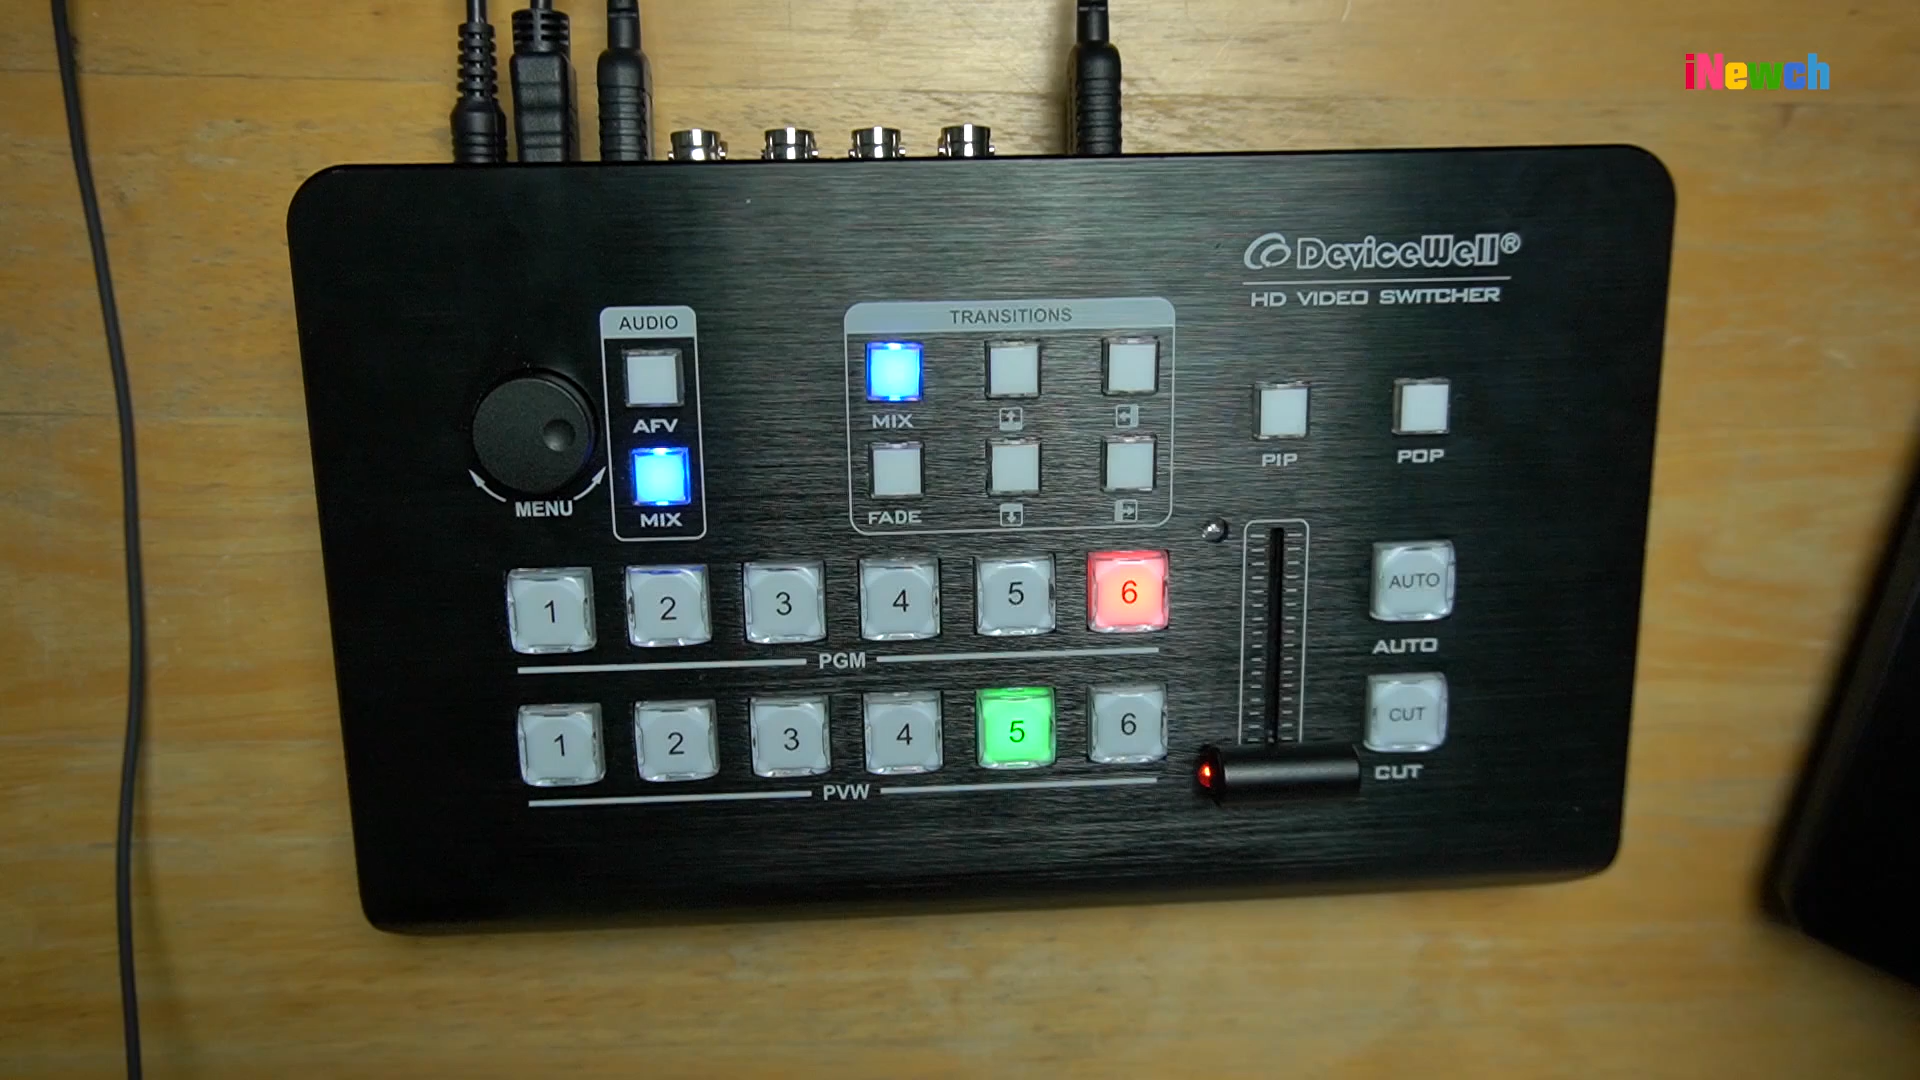 iNewch
DeviceWell®
HD VIDEO SWITCHER
AUDIO
AFV
MIX
MENU
TRANSITIONS
MIX
FADE
PIP
POP
1 2 3 4 5 6
PGM
1 2 3 4 5 6
PVW
AUTO
AUTO
CUT
CUT